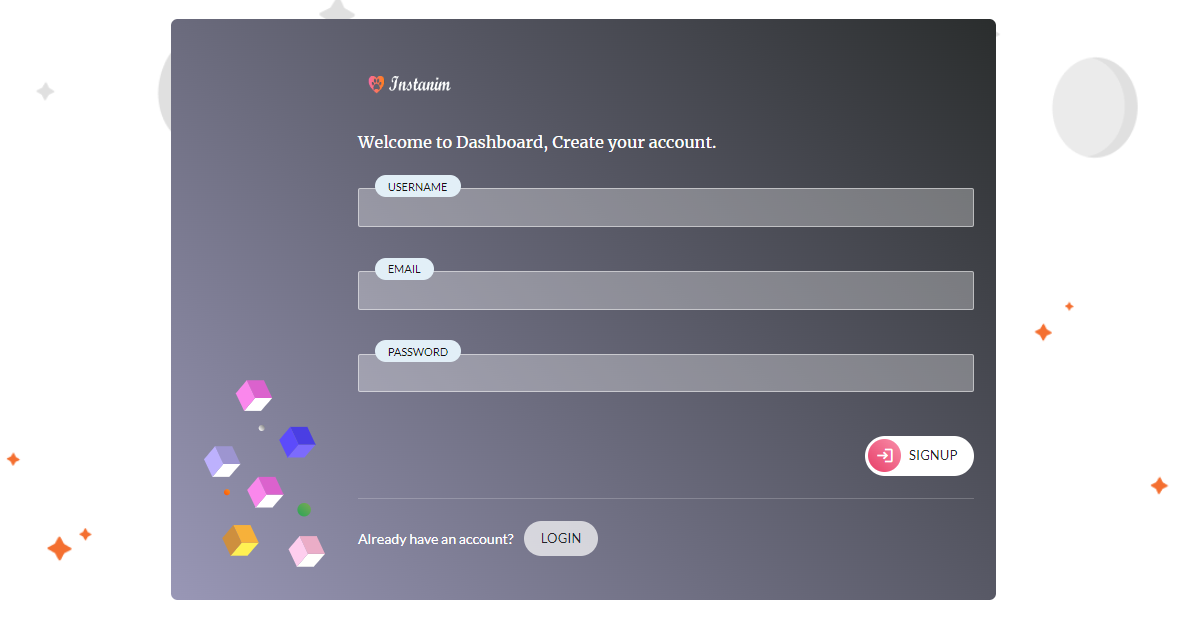 Instanim
Welcome to Dashboard, Create your account.
USERNAME
EMAIL
PASSWORD
SIGNUP
Already have an account? LOGIN